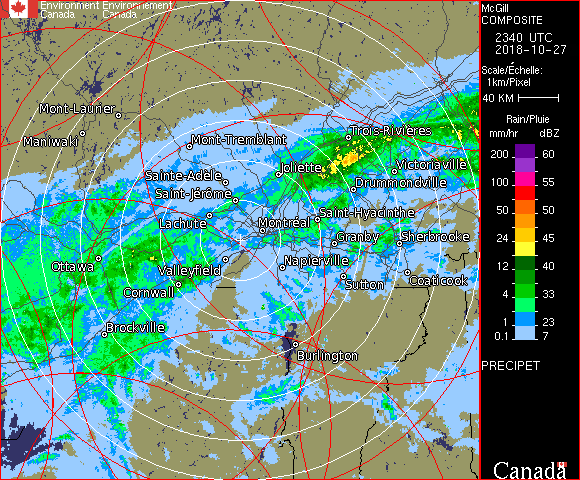 Environment Environnement
Canada Canada
McGill
COMPOSITE
2340 UTC
2018-10-27
Scale/Échelle:
1km/Pixel
40 KM
Rain/Pluie
mm/hr dBZ
200 60
100 55
50 50
24 45
12 40
4 33
1 23
0.1 7
PRECIPET
Canada
Mont-Laurier
Maniwaki
Mont-Tremblant
Trois-Rivières
Sainte-Adèle
Joliette
Victoriaville
Saint-Jérôme
Drummondville
Lachute
Montréal
Saint-Hyacinthe
Ottawa
Valleyfield
Granby
Sherbrooke
Napierville
Cornwall
Sutton
Coaticook
Brockville
Burlington